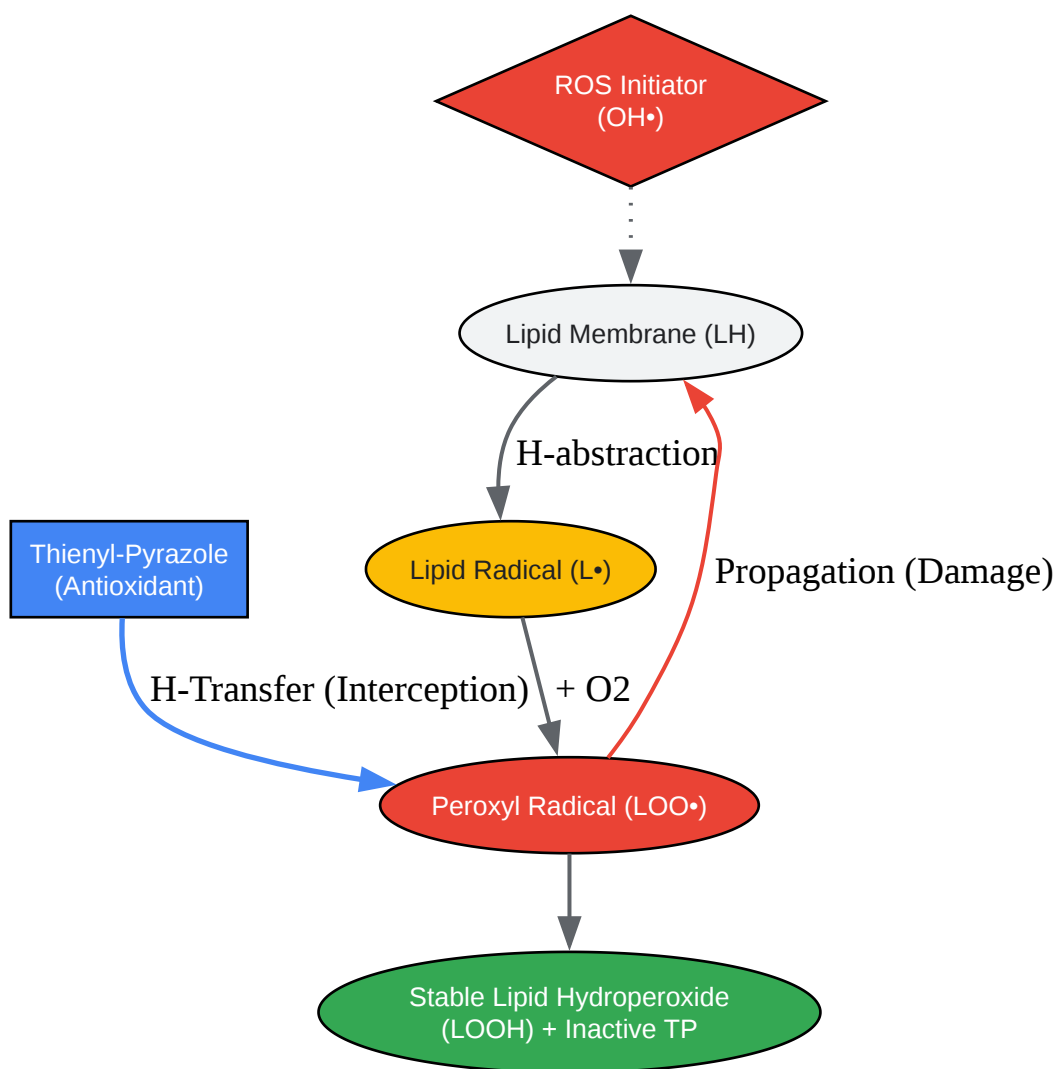 ROS Initiator
(OH•)
Lipid Membrane (LH)
H-abstraction
Thienyl-Pyrazole
(Antioxidant)
Lipid Radical (L•)
Propagation (Damage)
H-Transfer (Interception)
+ O2
Peroxyl Radical (LOO•)
Stable Lipid Hydroperoxide
(LOOH) + Inactive TP